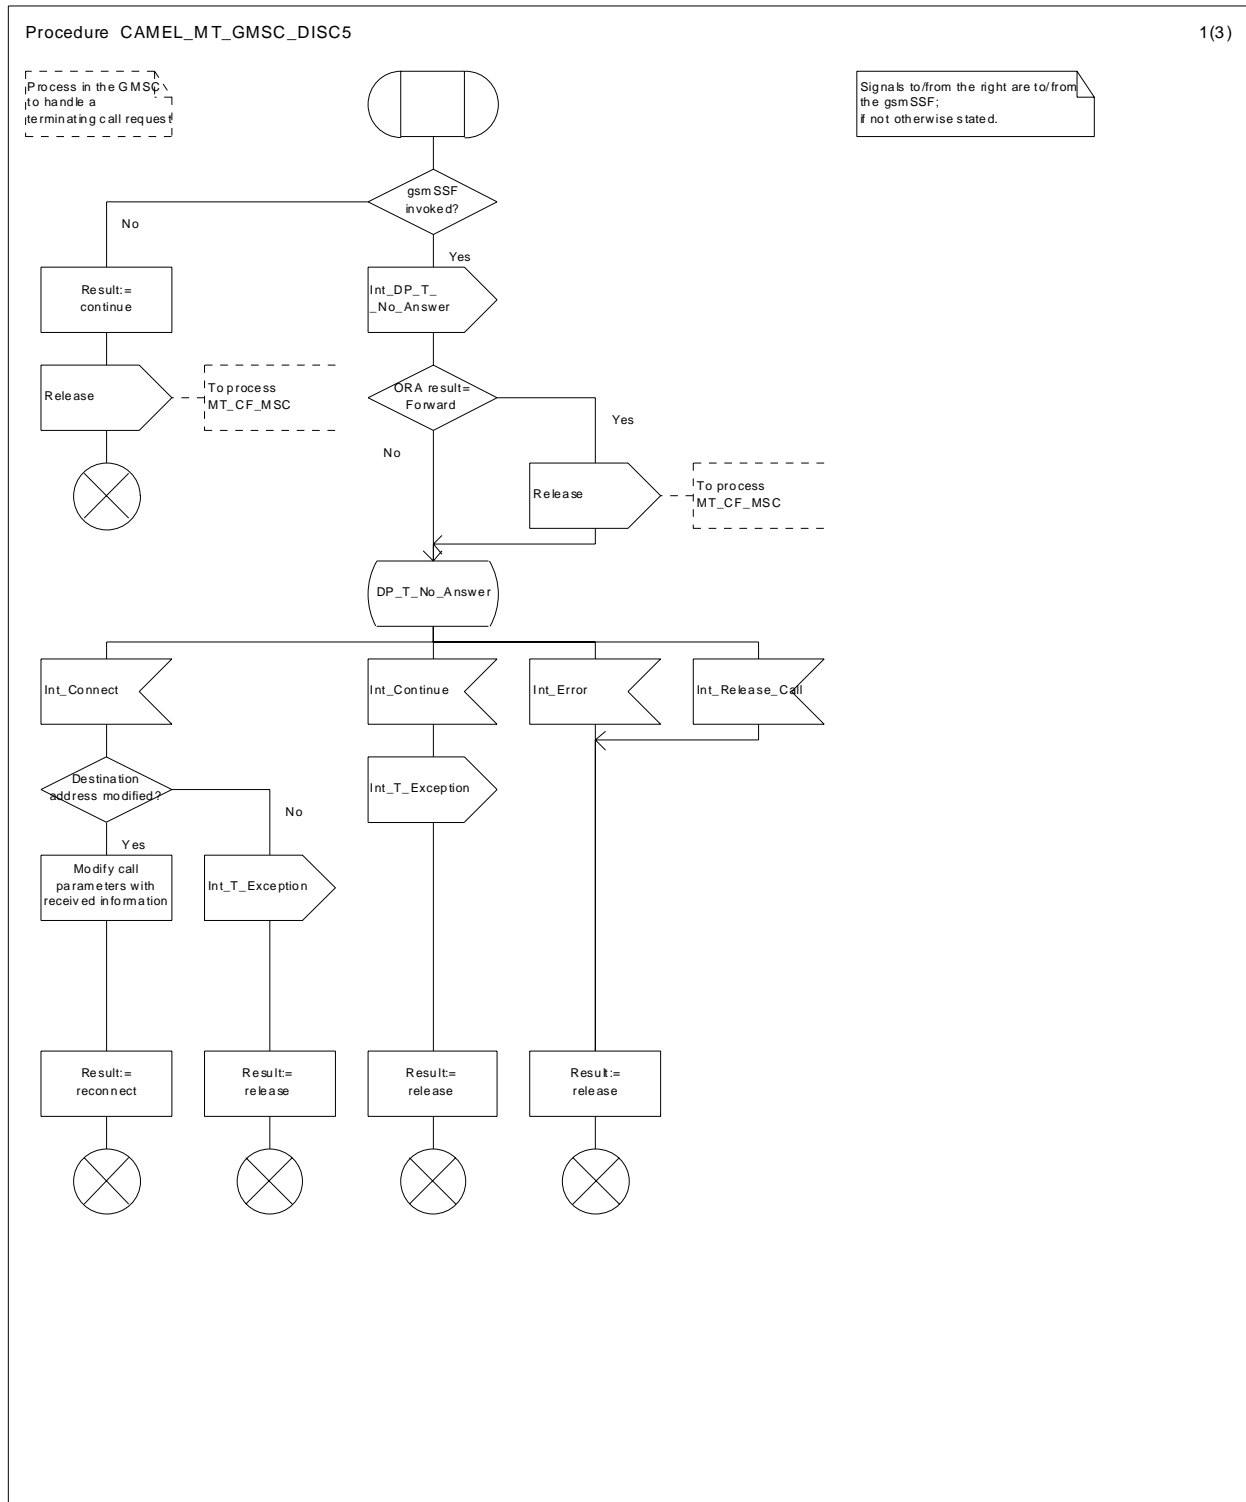 Procedure CAMEL_MT_GMSC_DISC5
1(3)
Process in the GMSC
to handle a
terminating call request
Signals to/from the right are to/from
the gsmSSF;
if not otherwise stated.
gsmSSF
invoked?
No
Yes
Result:=
continue
Int_DP_T_
_No_Answer
Release
To process
MT_CF_MSC
ORA result=
Forward
Yes
No
Release
To process
MT_CF_MSC
DP_T_No_Answer
Int_Connect
Int_Continue
Int_Error
Int_Release_Call
Destination
address modified?
No
Yes
Int_T_Exception
Modify call
parameters with
received information
Int_T_Exception
Result:=
reconnect
Result:=
release
Result:=
release
Result:=
release